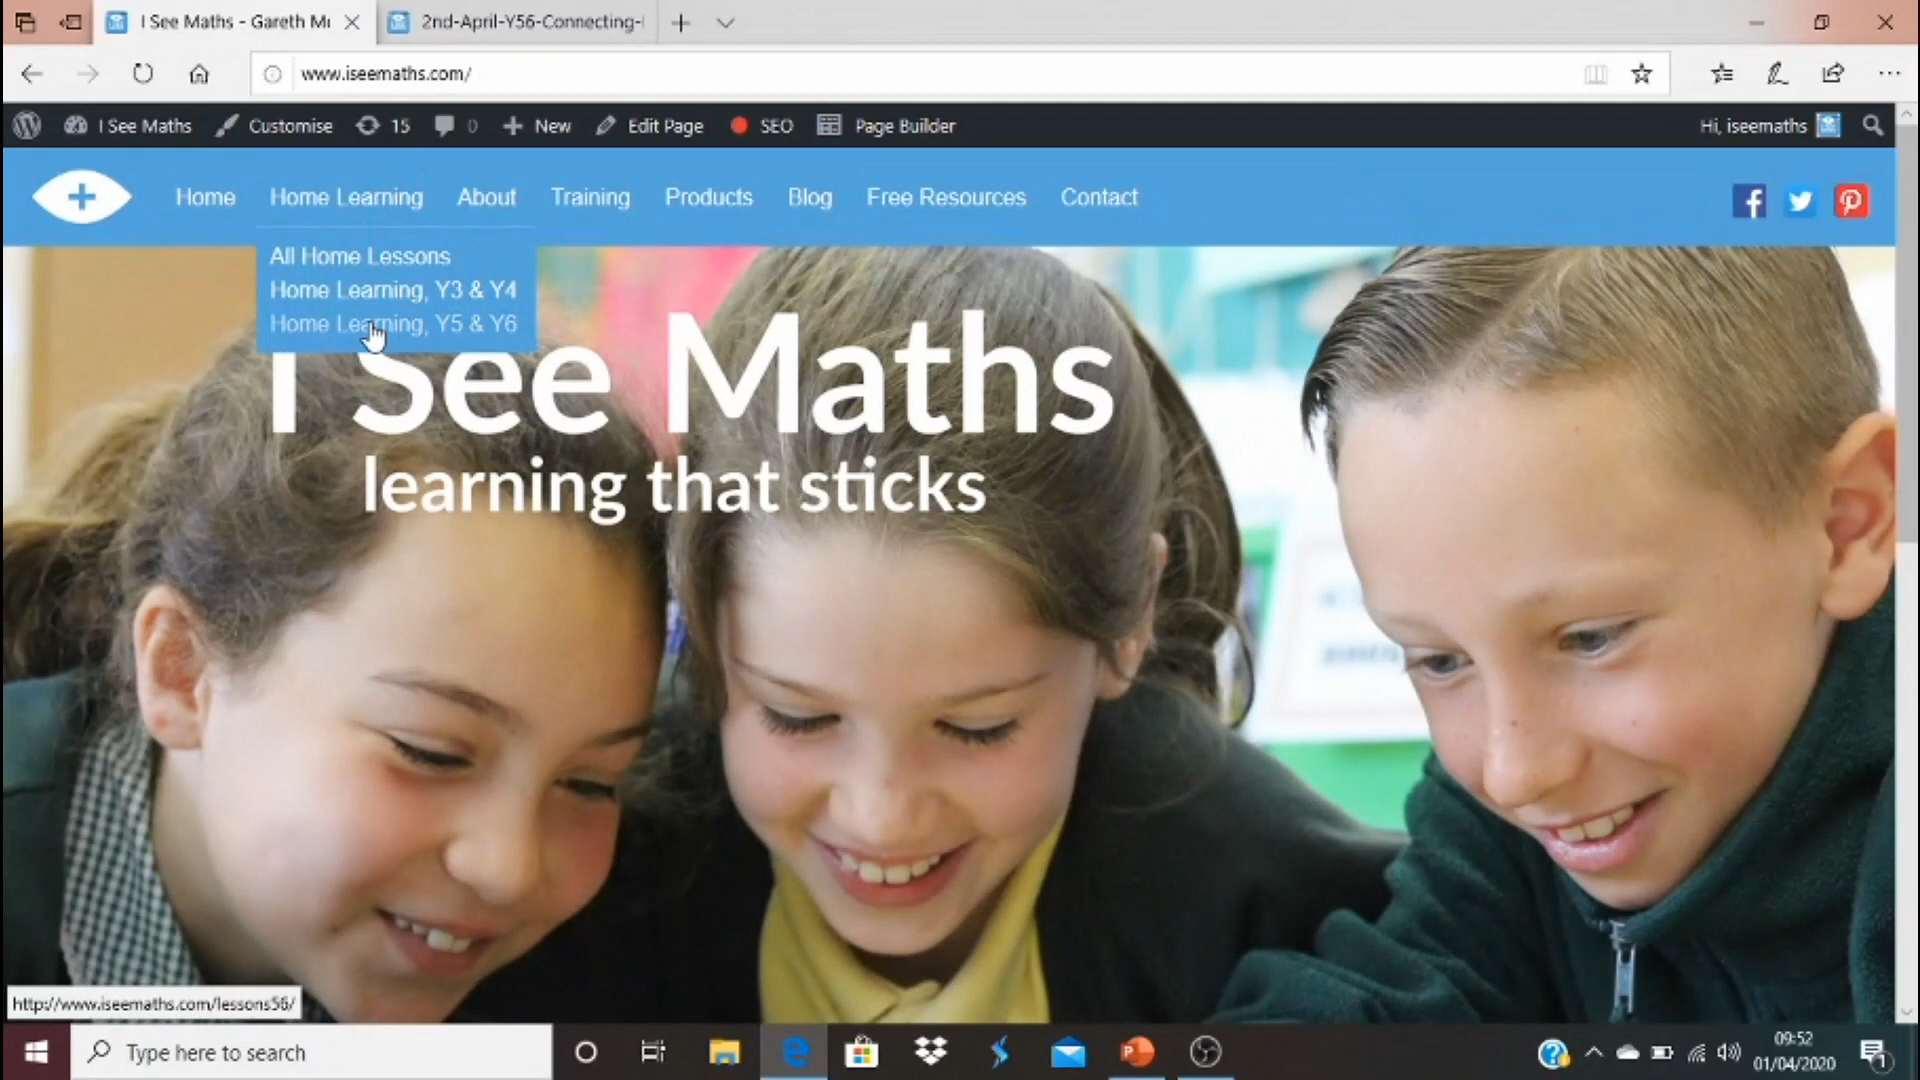 I See Maths - Gareth M
2nd-April-Y56-Connecting-
www.iseemaths.com/
I See Maths Customise 15 0 New Edit Page SEO Page Builder Hi, iseemaths
Home Home Learning About Training Products Blog Free Resources Contact
All Home Lessons
Home Learning, Y3 & Y4
Home Learning, Y5 & Y6
I See Maths
learning that sticks
http://www.iseemaths.com/lessons56/
Type here to search
09:52
01/04/2020
1